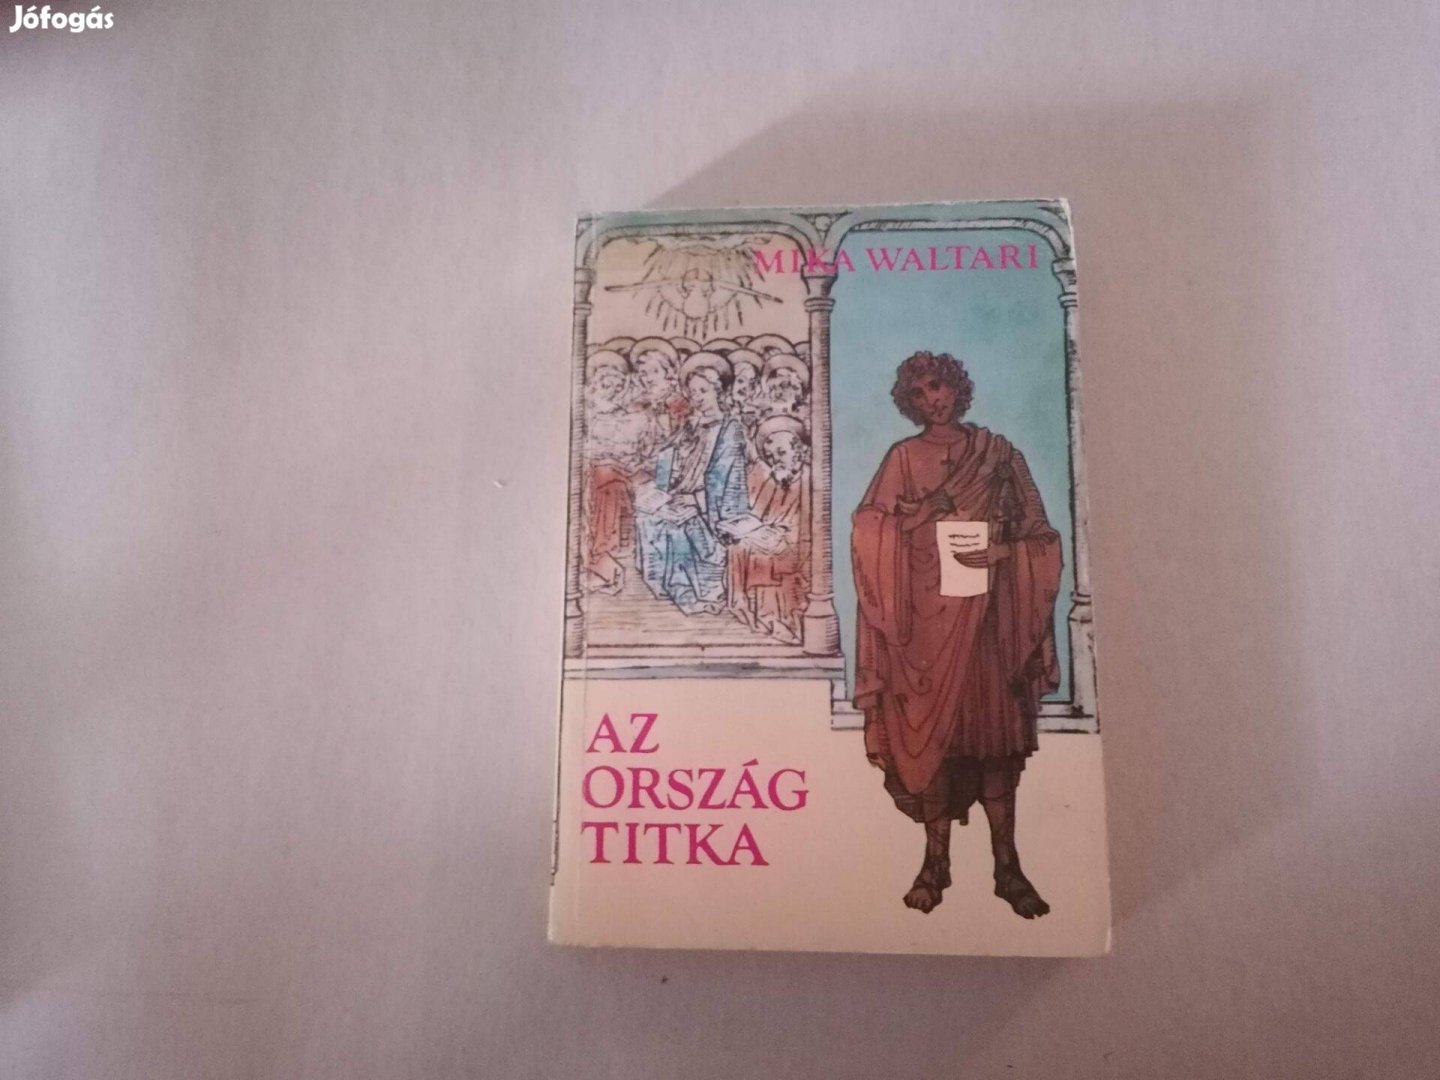 Jófogás
MIKA WALTARI
AZ
ORSZÁG
TITKA